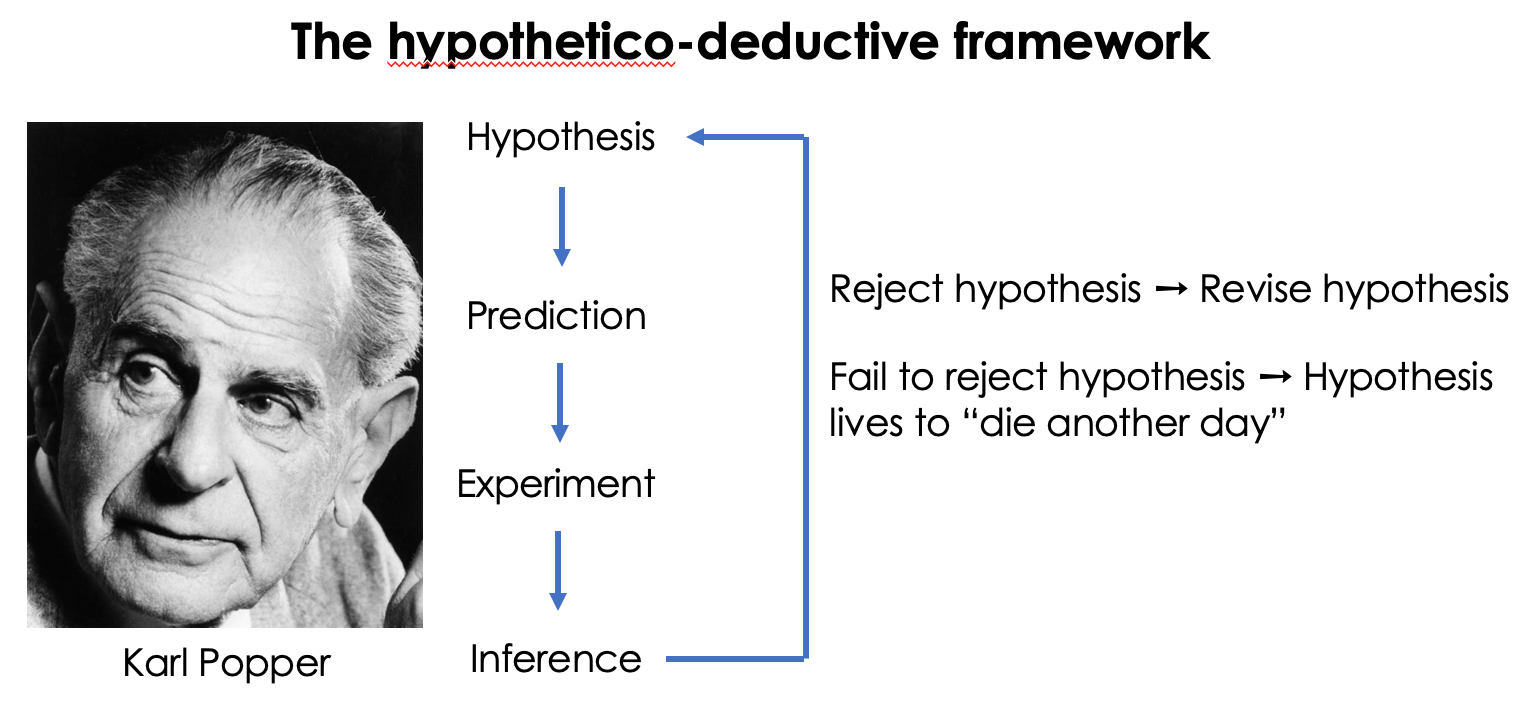 The hypothetico-deductive framework
Hypothesis
Prediction
Experiment
Inference
Reject hypothesis → Revise hypothesis
Fail to reject hypothesis → Hypothesis
lives to “die another day”
Karl Popper